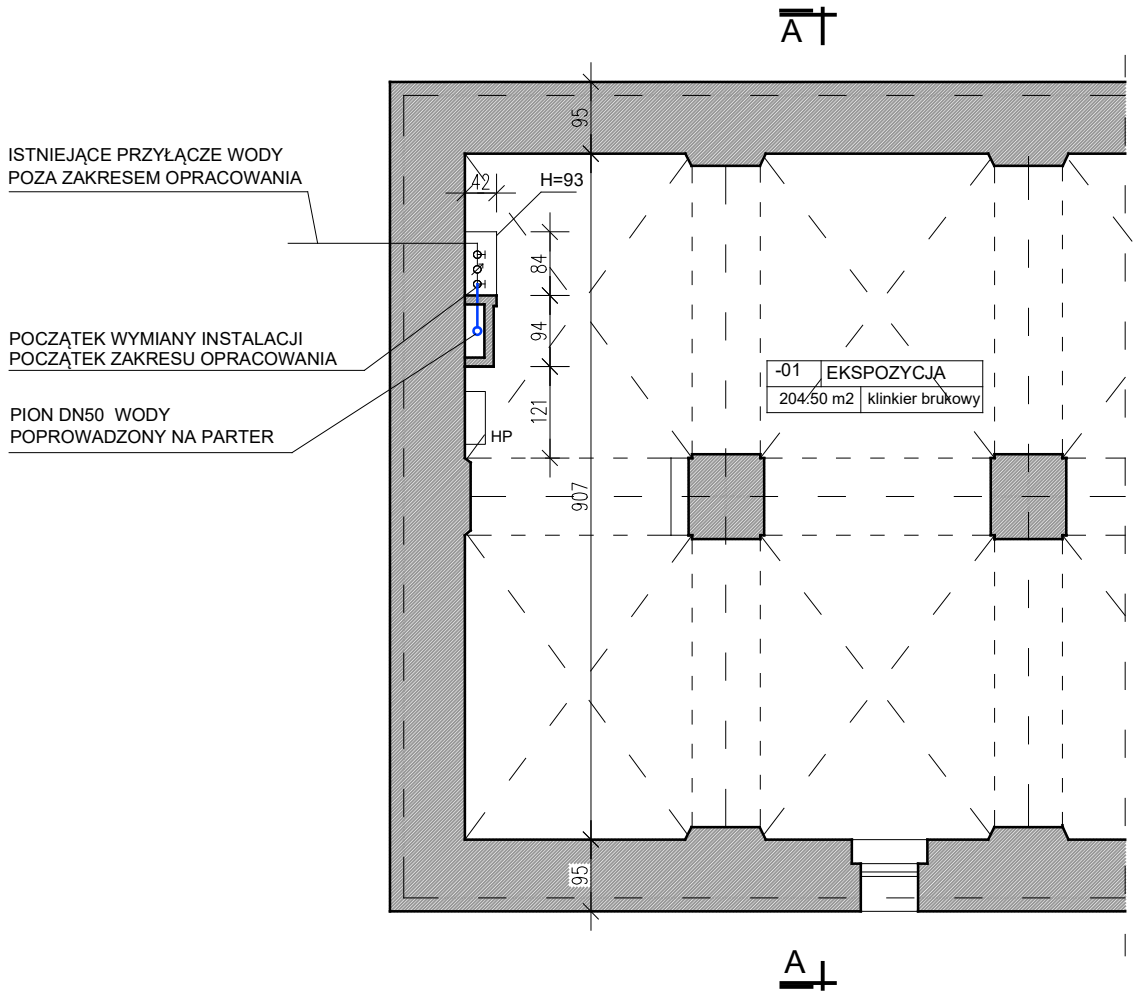 A
95
ISTNIEJĄCE PRZYŁĄCZE WODY
POZA ZAKRESEM OPRACOWANIA
42
H=93
84
POCZĄTEK WYMIANY INSTALACJI
POCZĄTEK ZAKRESU OPRACOWANIA
94
-01 EKSPOZYCJA
204.50 m2 klinkier brukowy
121
PION DN50 WODY
POPROWADZONY NA PARTER
HP
907
95
A